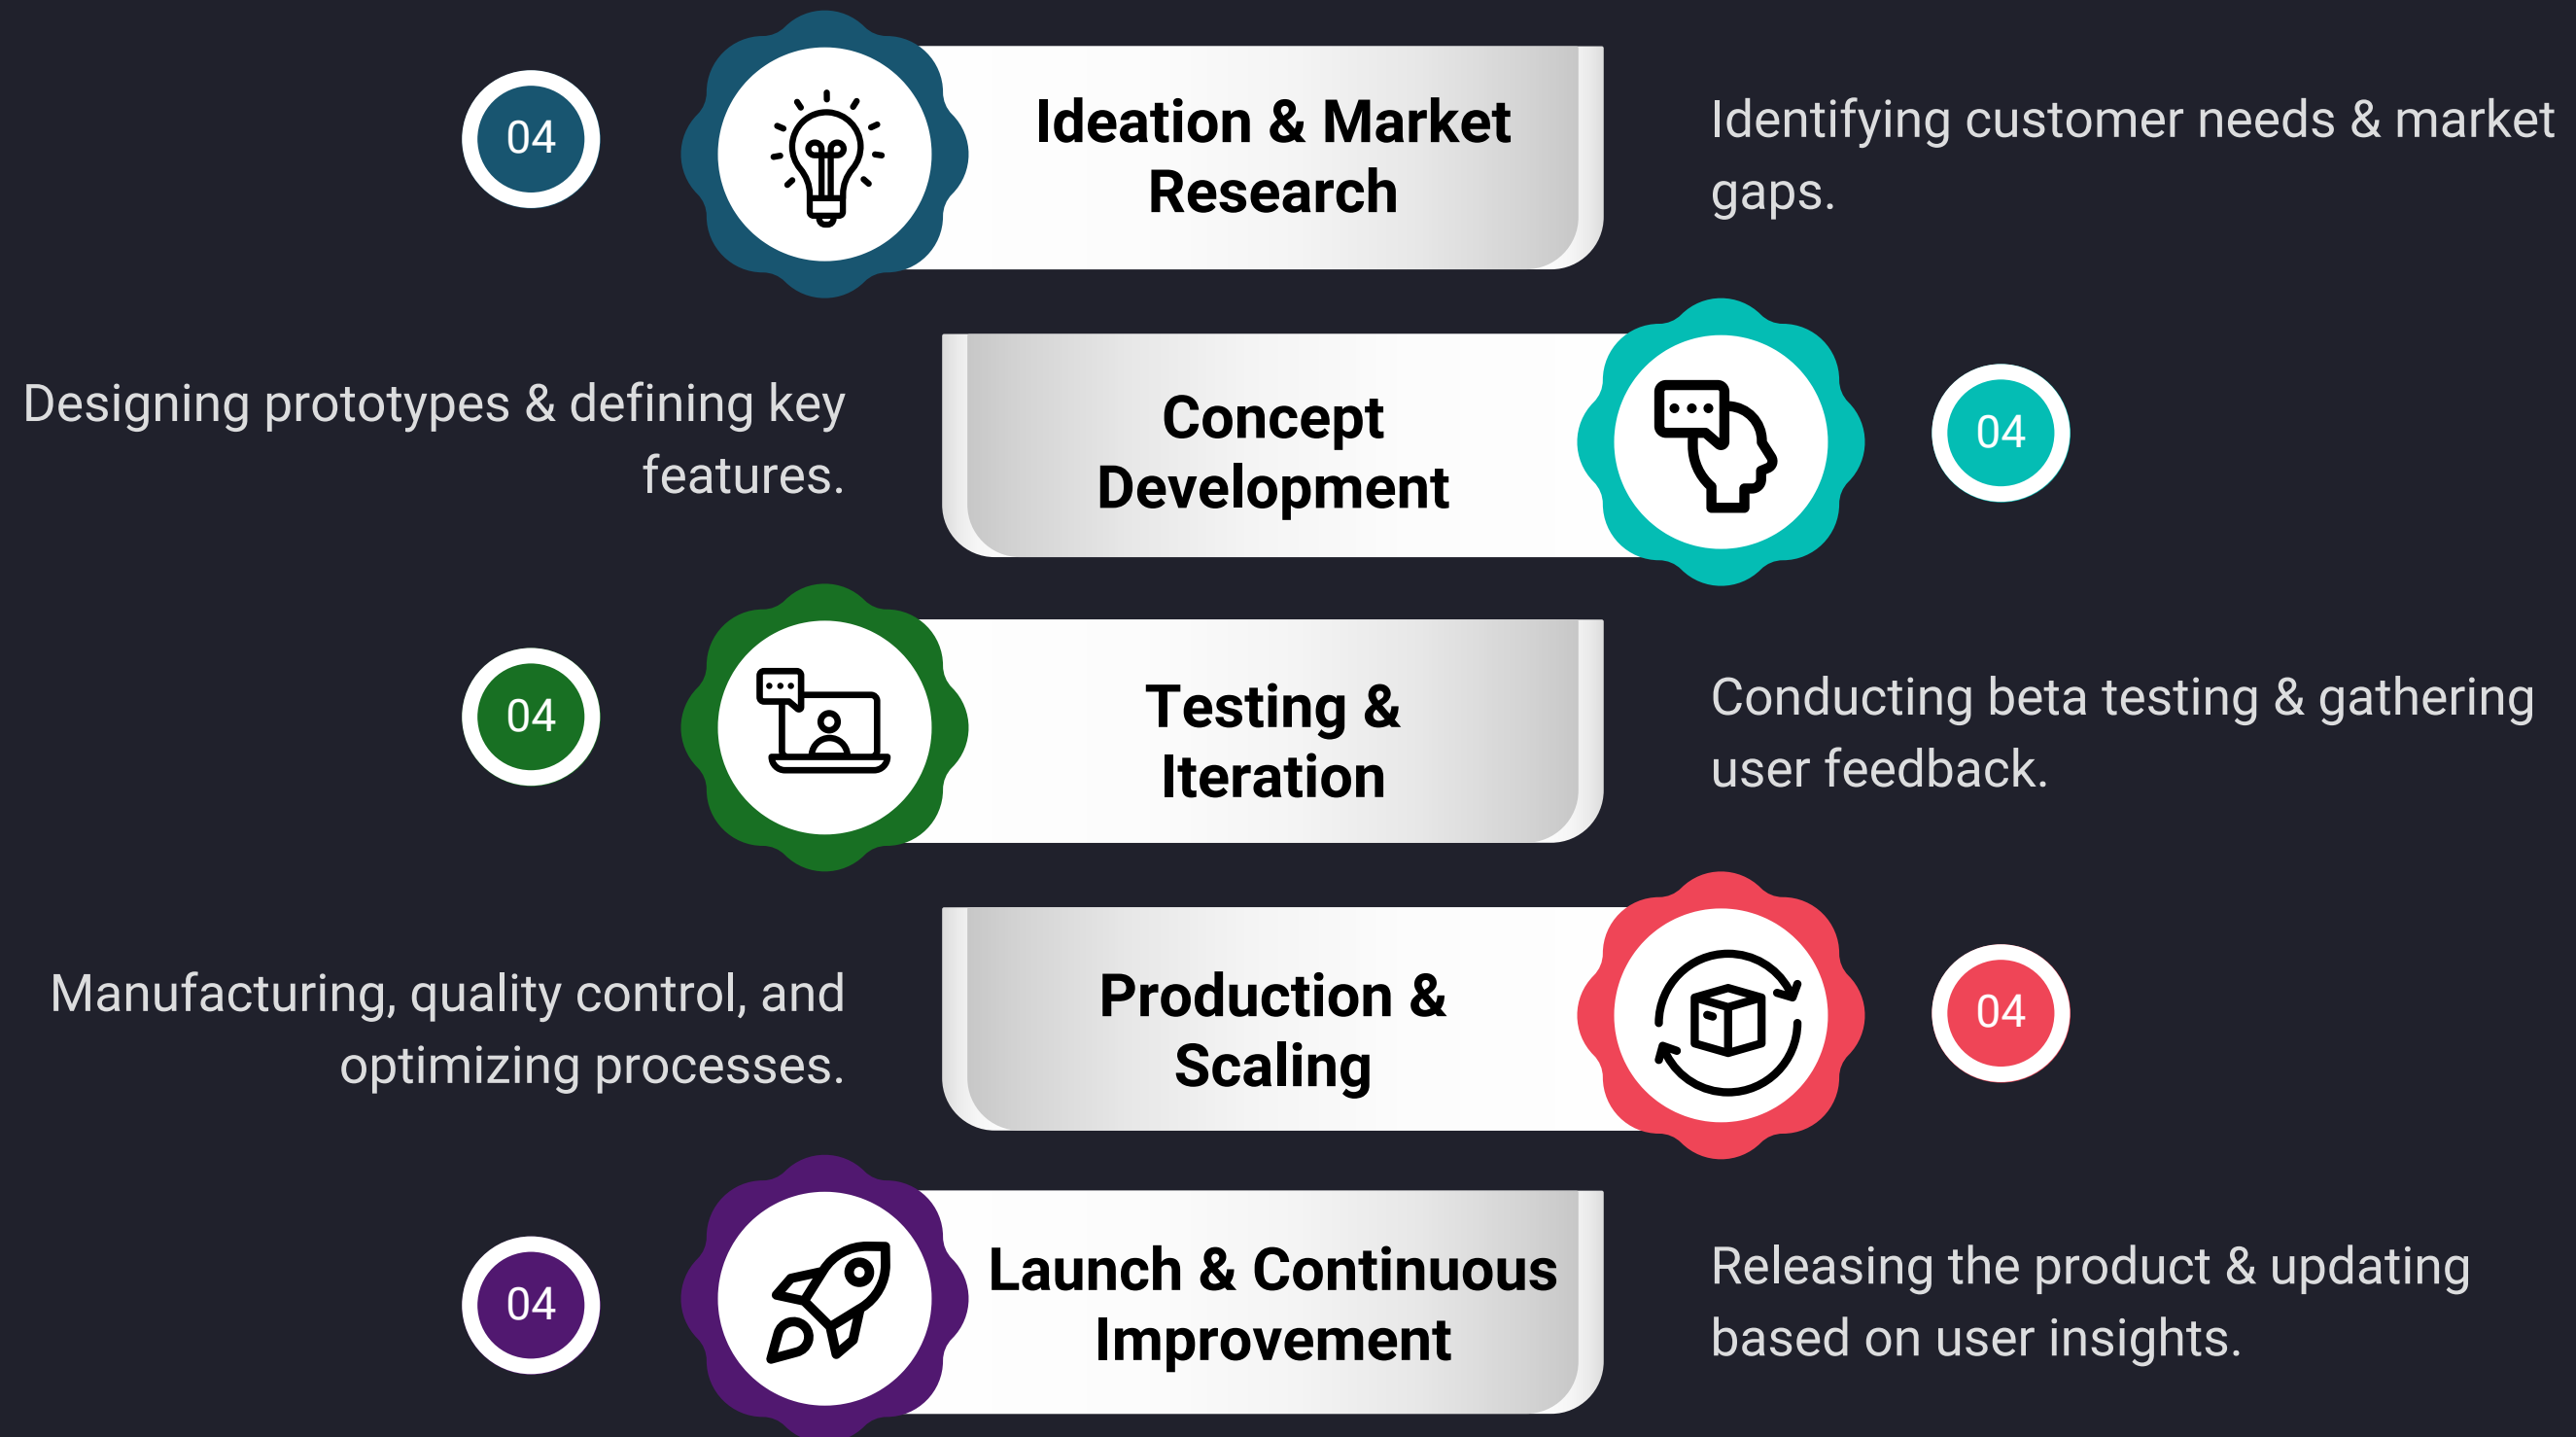 04
Ideation & Market
Research
Identifying customer needs & market
gaps.
Designing prototypes & defining key
features.
Concept
Development
04
04
Testing &
Iteration
Conducting beta testing & gathering
user feedback.
Manufacturing, quality control, and
optimizing processes.
Production &
Scaling
04
04
Launch & Continuous
Improvement
Releasing the product & updating
based on user insights.